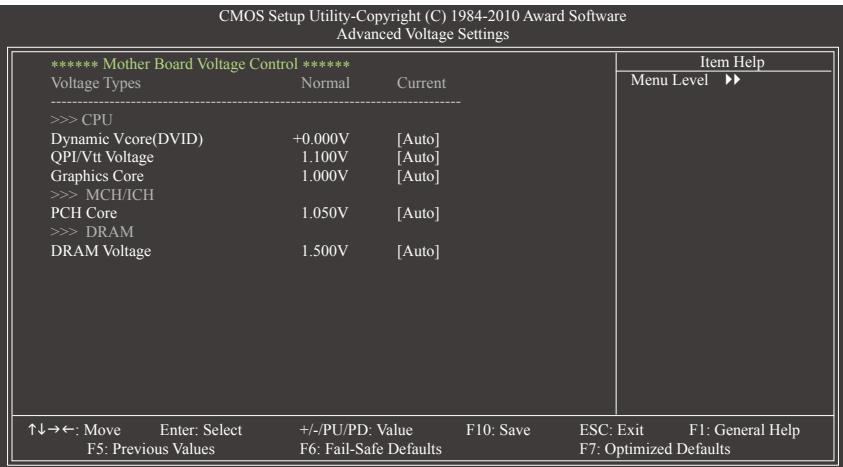 CMOS Setup Utility-Copyright (C) 1984-2010 Award Software
Advanced Voltage Settings
****** Mother Board Voltage Control ****** Item Help
Voltage Types Normal Current Menu Level ►►
------------------------------------------------------------------------------
>>> CPU
Dynamic Vcore(DVID) +0.000V [Auto]
QPI/Vtt Voltage 1.100V [Auto]
Graphics Core 1.000V [Auto]
>>> MCH/ICH
PCH Core 1.050V [Auto]
>>> DRAM
DRAM Voltage 1.500V [Auto]
↑↓→←: Move Enter: Select +/-/PU/PD: Value F10: Save ESC: Exit F1: General Help
F5: Previous Values F6: Fail-Safe Defaults F7: Optimized Defaults